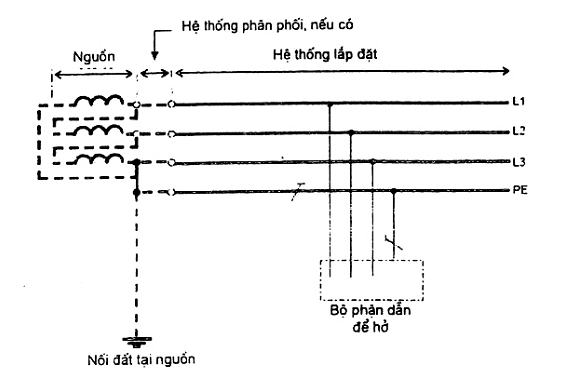 Hệ thống phân phối, nếu có
Nguồn
Hệ thống lắp đặt
L1
L2
L3
PE
Bộ phận dẫn
để hở
Nối đất tại nguồn